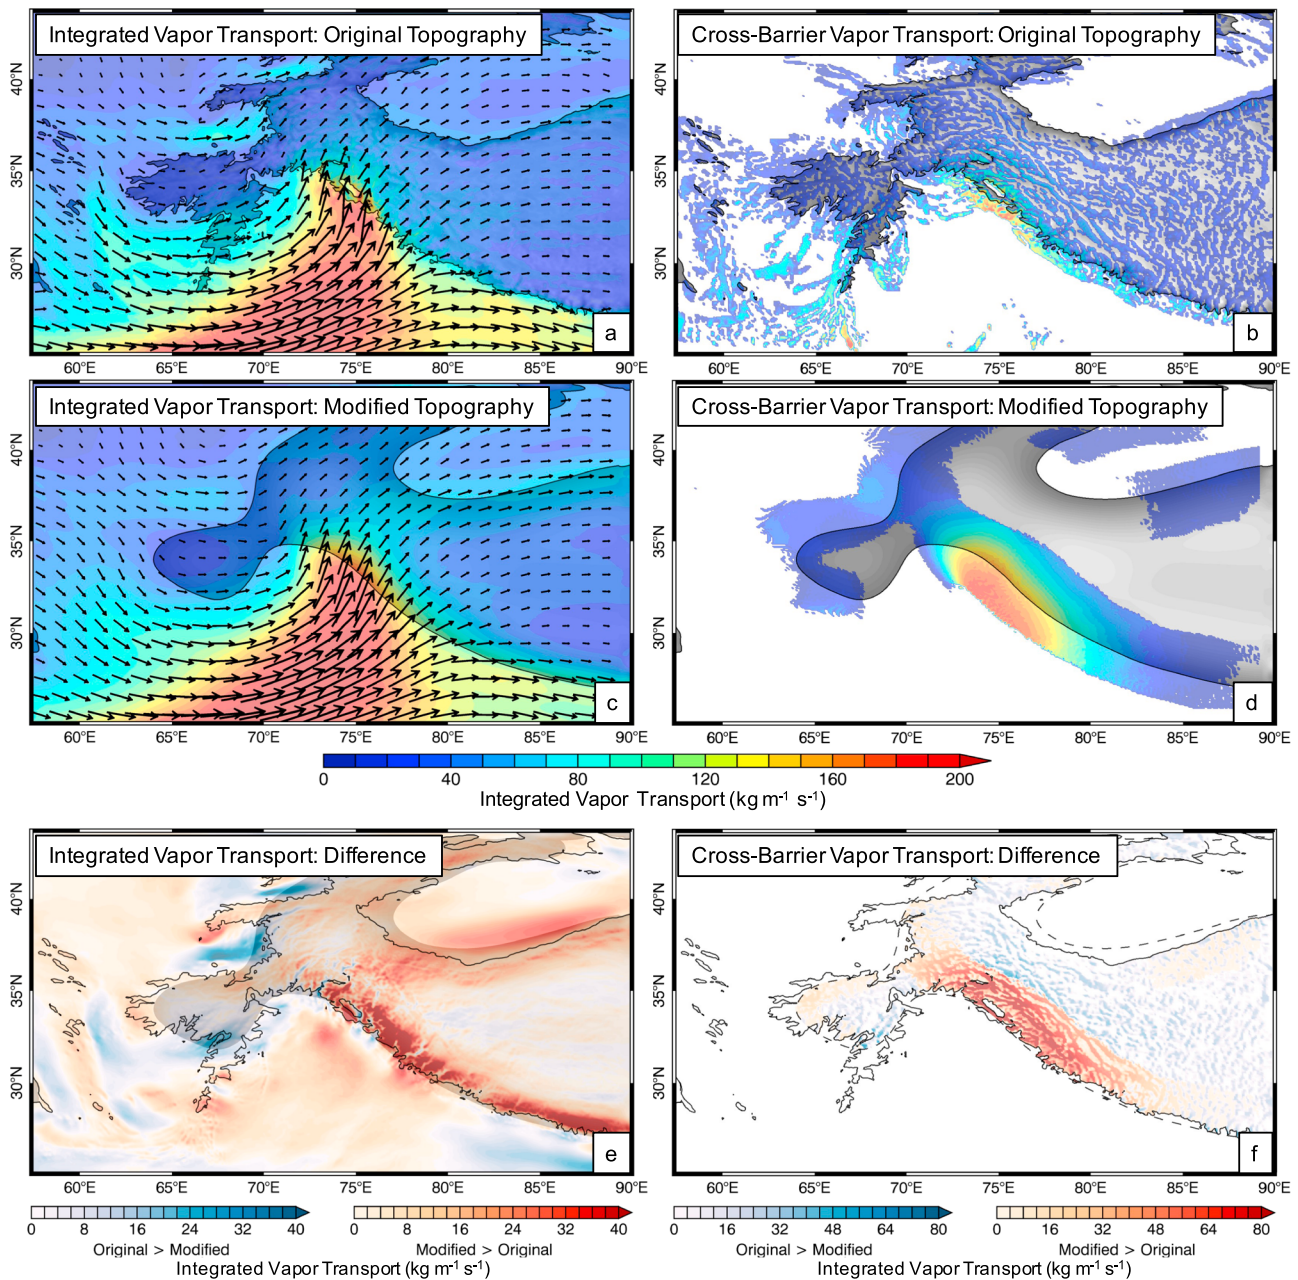 Integrated Vapor Transport: Original Topography
Cross-Barrier Vapor Transport: Original Topography
40°N
35°N
30°N
a
60°E 65°E 70°E 75°E 80°E 85°E 90°E
40°N
35°N
30°N
b
60°E 65°E 70°E 75°E 80°E 85°E 90°E
Integrated Vapor Transport: Modified Topography
Cross-Barrier Vapor Transport: Modified Topography
40°N
35°N
30°N
c
60°E 65°E 70°E 75°E 80°E 85°E 90°E
40°N
35°N
30°N
d
60°E 65°E 70°E 75°E 80°E 85°E 90°E
0 40 80 120 160 200
Integrated Vapor Transport (kg m⁻¹ s⁻¹)
Integrated Vapor Transport: Difference
Cross-Barrier Vapor Transport: Difference
40°N
35°N
30°N
e
60°E 65°E 70°E 75°E 80°E 85°E 90°E
40°N
35°N
30°N
f
60°E 65°E 70°E 75°E 80°E 85°E 90°E
0 8 16 24 32 40
Original > Modified
0 8 16 24 32 40
Modified > Original
Integrated Vapor Transport (kg m⁻¹ s⁻¹)
0 16 32 48 64 80
Original > Modified
0 16 32 48 64 80
Modified > Original
Integrated Vapor Transport (kg m⁻¹ s⁻¹)